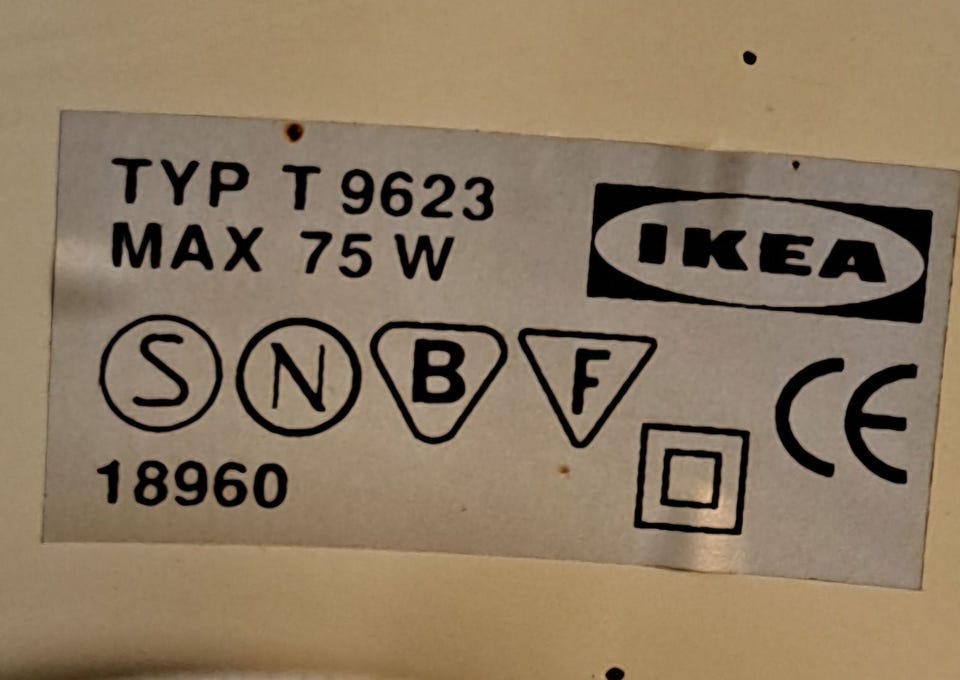 TYP T 9623
MAX 75 W
IKEA
S N B F
CE
18960